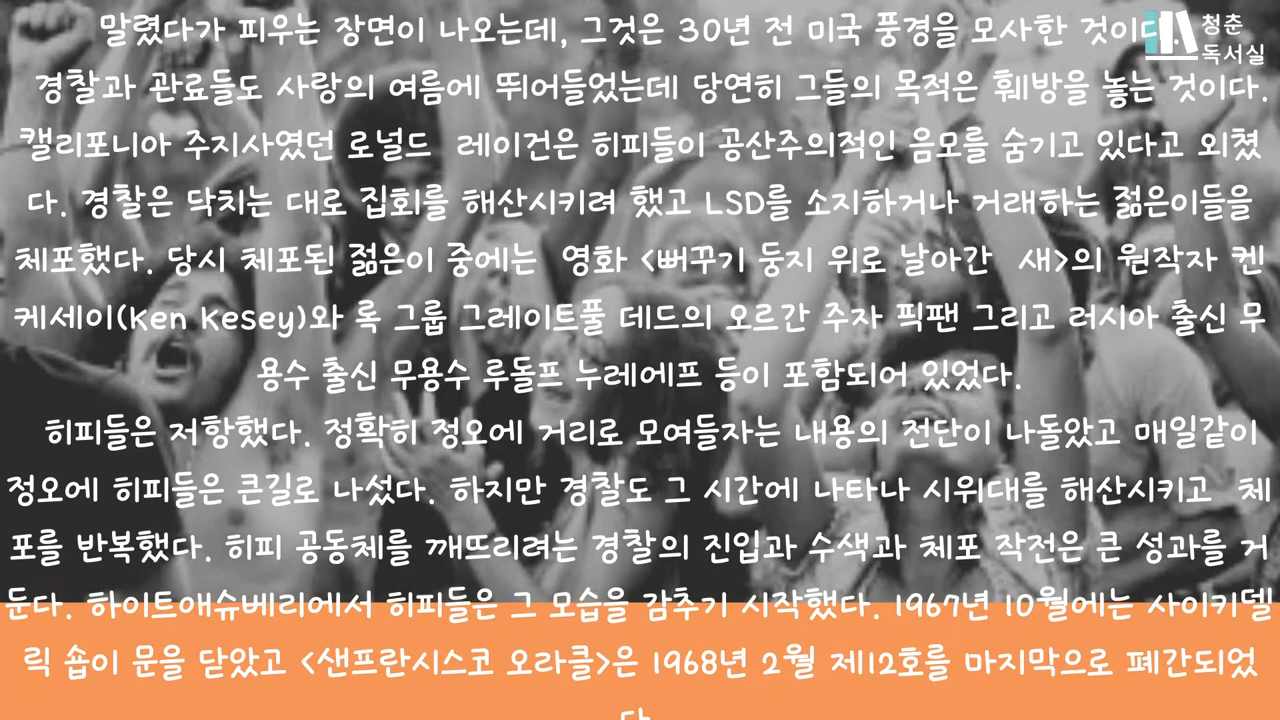 말렸다가 피우는 장면이 나오는데, 그것은 30년 전 미국 풍경을 모사한 것이다
청춘
독서실
경찰과 관료들도 사랑의 여름에 뛰어들었는데 당연히 그들의 목적은 훼방을 놓는 것이다.
캘리포니아 주지사였던 로널드 레이건은 히피들이 공산주의적인 음모를 숨기고 있다고 외쳤
다. 경찰은 닥치는 대로 집회를 해산시키려 했고 LSD를 소지하거나 거래하는 젊은이들을
체포했다. 당시 체포된 젊은이 중에는 영화 <뻐꾸기 둥지 위로 날아간 새>의 원작자 켄
케세이(Ken Kesey)와 록 그룹 그레이트풀 데드의 오르간 주자 픽팬 그리고 러시아 출신 무
용수 출신 무용수 루돌프 누레에프 등이 포함되어 있었다.
히피들은 저항했다. 정확히 정오에 거리로 모여들자는 내용의 전단이 나돌았고 매일같이
정오에 히피들은 큰길로 나섰다. 하지만 경찰도 그 시간에 나타나 시위대를 해산시키고 체
포를 반복했다. 히피 공동체를 깨뜨리려는 경찰의 진입과 수색과 체포 작전은 큰 성과를 거
둔다. 하이트애슈베리에서 히피들은 그 모습을 감추기 시작했다. 1967년 10월에는 사이키델
릭 숍이 문을 닫았고 <샌프란시스코 오라클>은 1968년 2월 제12호를 마지막으로 폐간되었
다